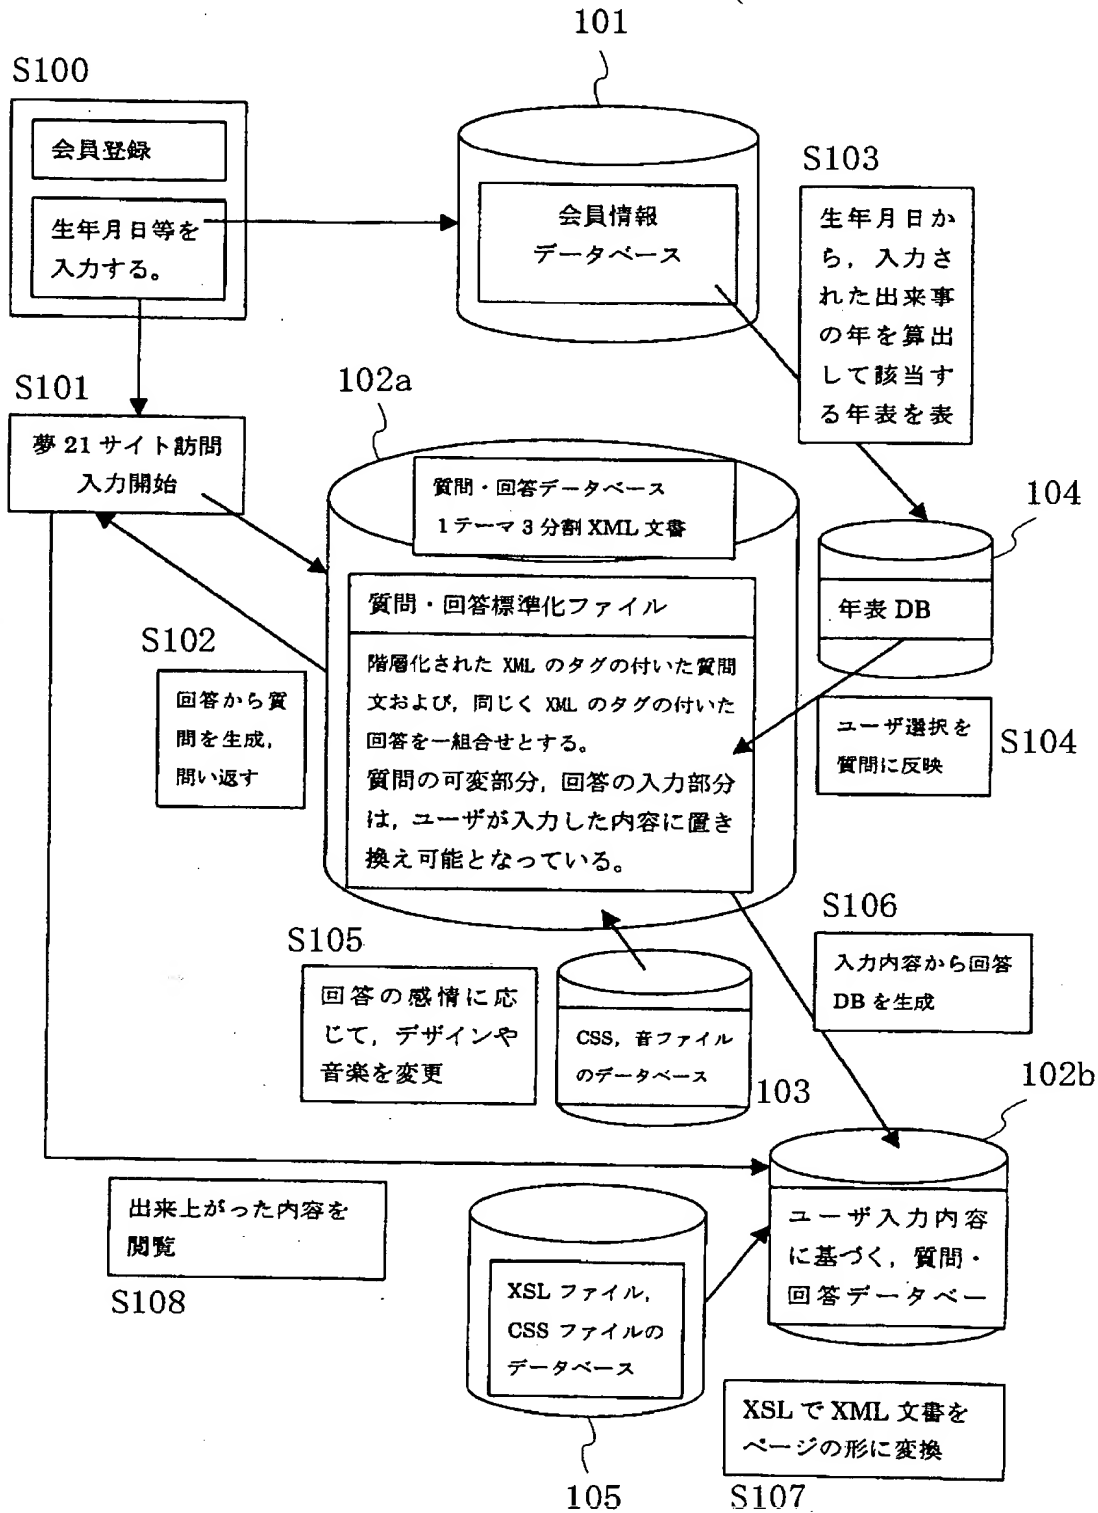 101
S100
会員登録
生年月日等を
入力する。
会員情報
データベース
S103
生年月日か
ら，入力さ
れた出来事
の年を算出
して該当す
る年表を表
S101
夢 21 サイト訪問
入力開始
102a
質問・回答データベース
1 テーマ 3 分割 XML 文書
質問・回答標準化ファイル
階層化された XML のタグの付いた質問
文および，同じく XML のタグの付いた
回答を一組合せとする。
質問の可変部分，回答の入力部分
は，ユーザが入力した内容に置き
換え可能となっている。
104
年表 DB
S102
回答から質
問を生成，
問い返す
ユーザ選択を
質問に反映
S104
S105
回答の感情に応
じて，デザインや
音楽を変更
CSS，音ファイル
のデータベース
103
S106
入力内容から回答
DB を生成
102b
ユーザ入力内容
に基づく，質問・
回答データベー
出来上がった内容を
閲覧
S108
XSL ファイル，
CSS ファイルの
データベース
105
XSL で XML 文書を
ページの形に変換
S107